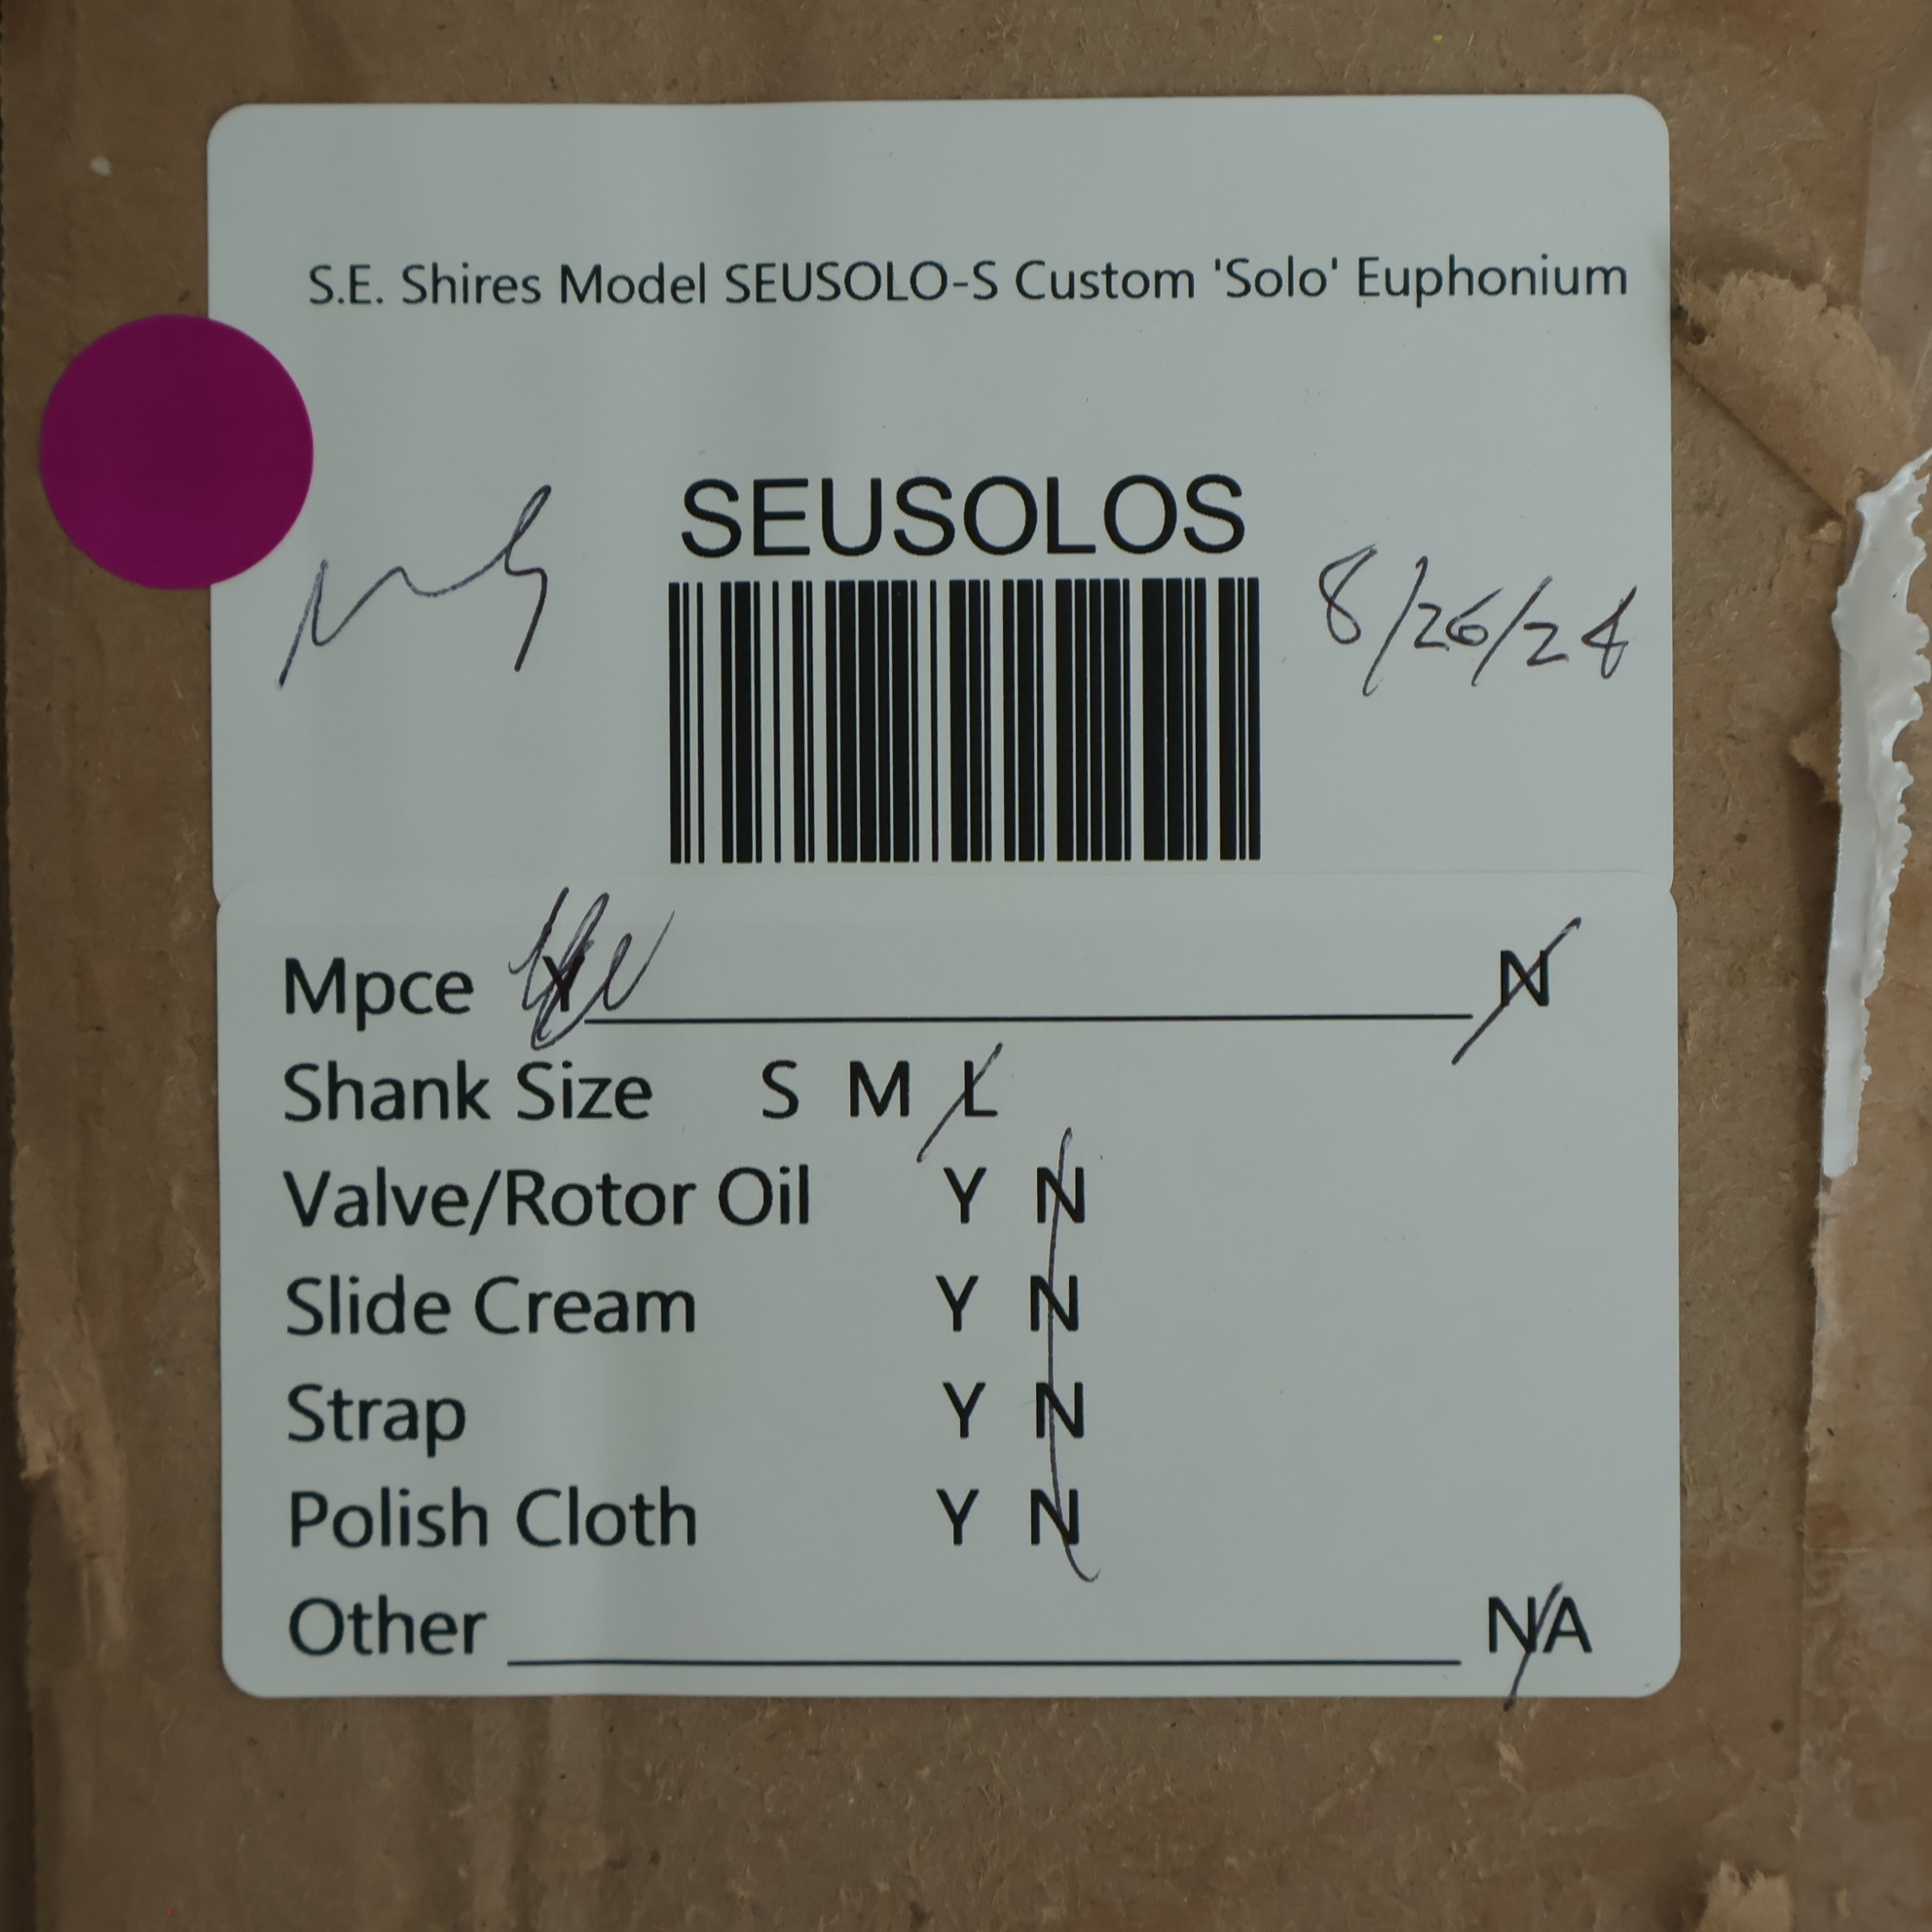 S.E. Shires Model SEUSOLO-S Custom 'Solo' Euphonium
SEUSOLOS
8/26/24
Mpce Y N
Shank Size S M L
Valve/Rotor Oil Y N
Slide Cream Y N
Strap Y N
Polish Cloth Y N
Other N/A